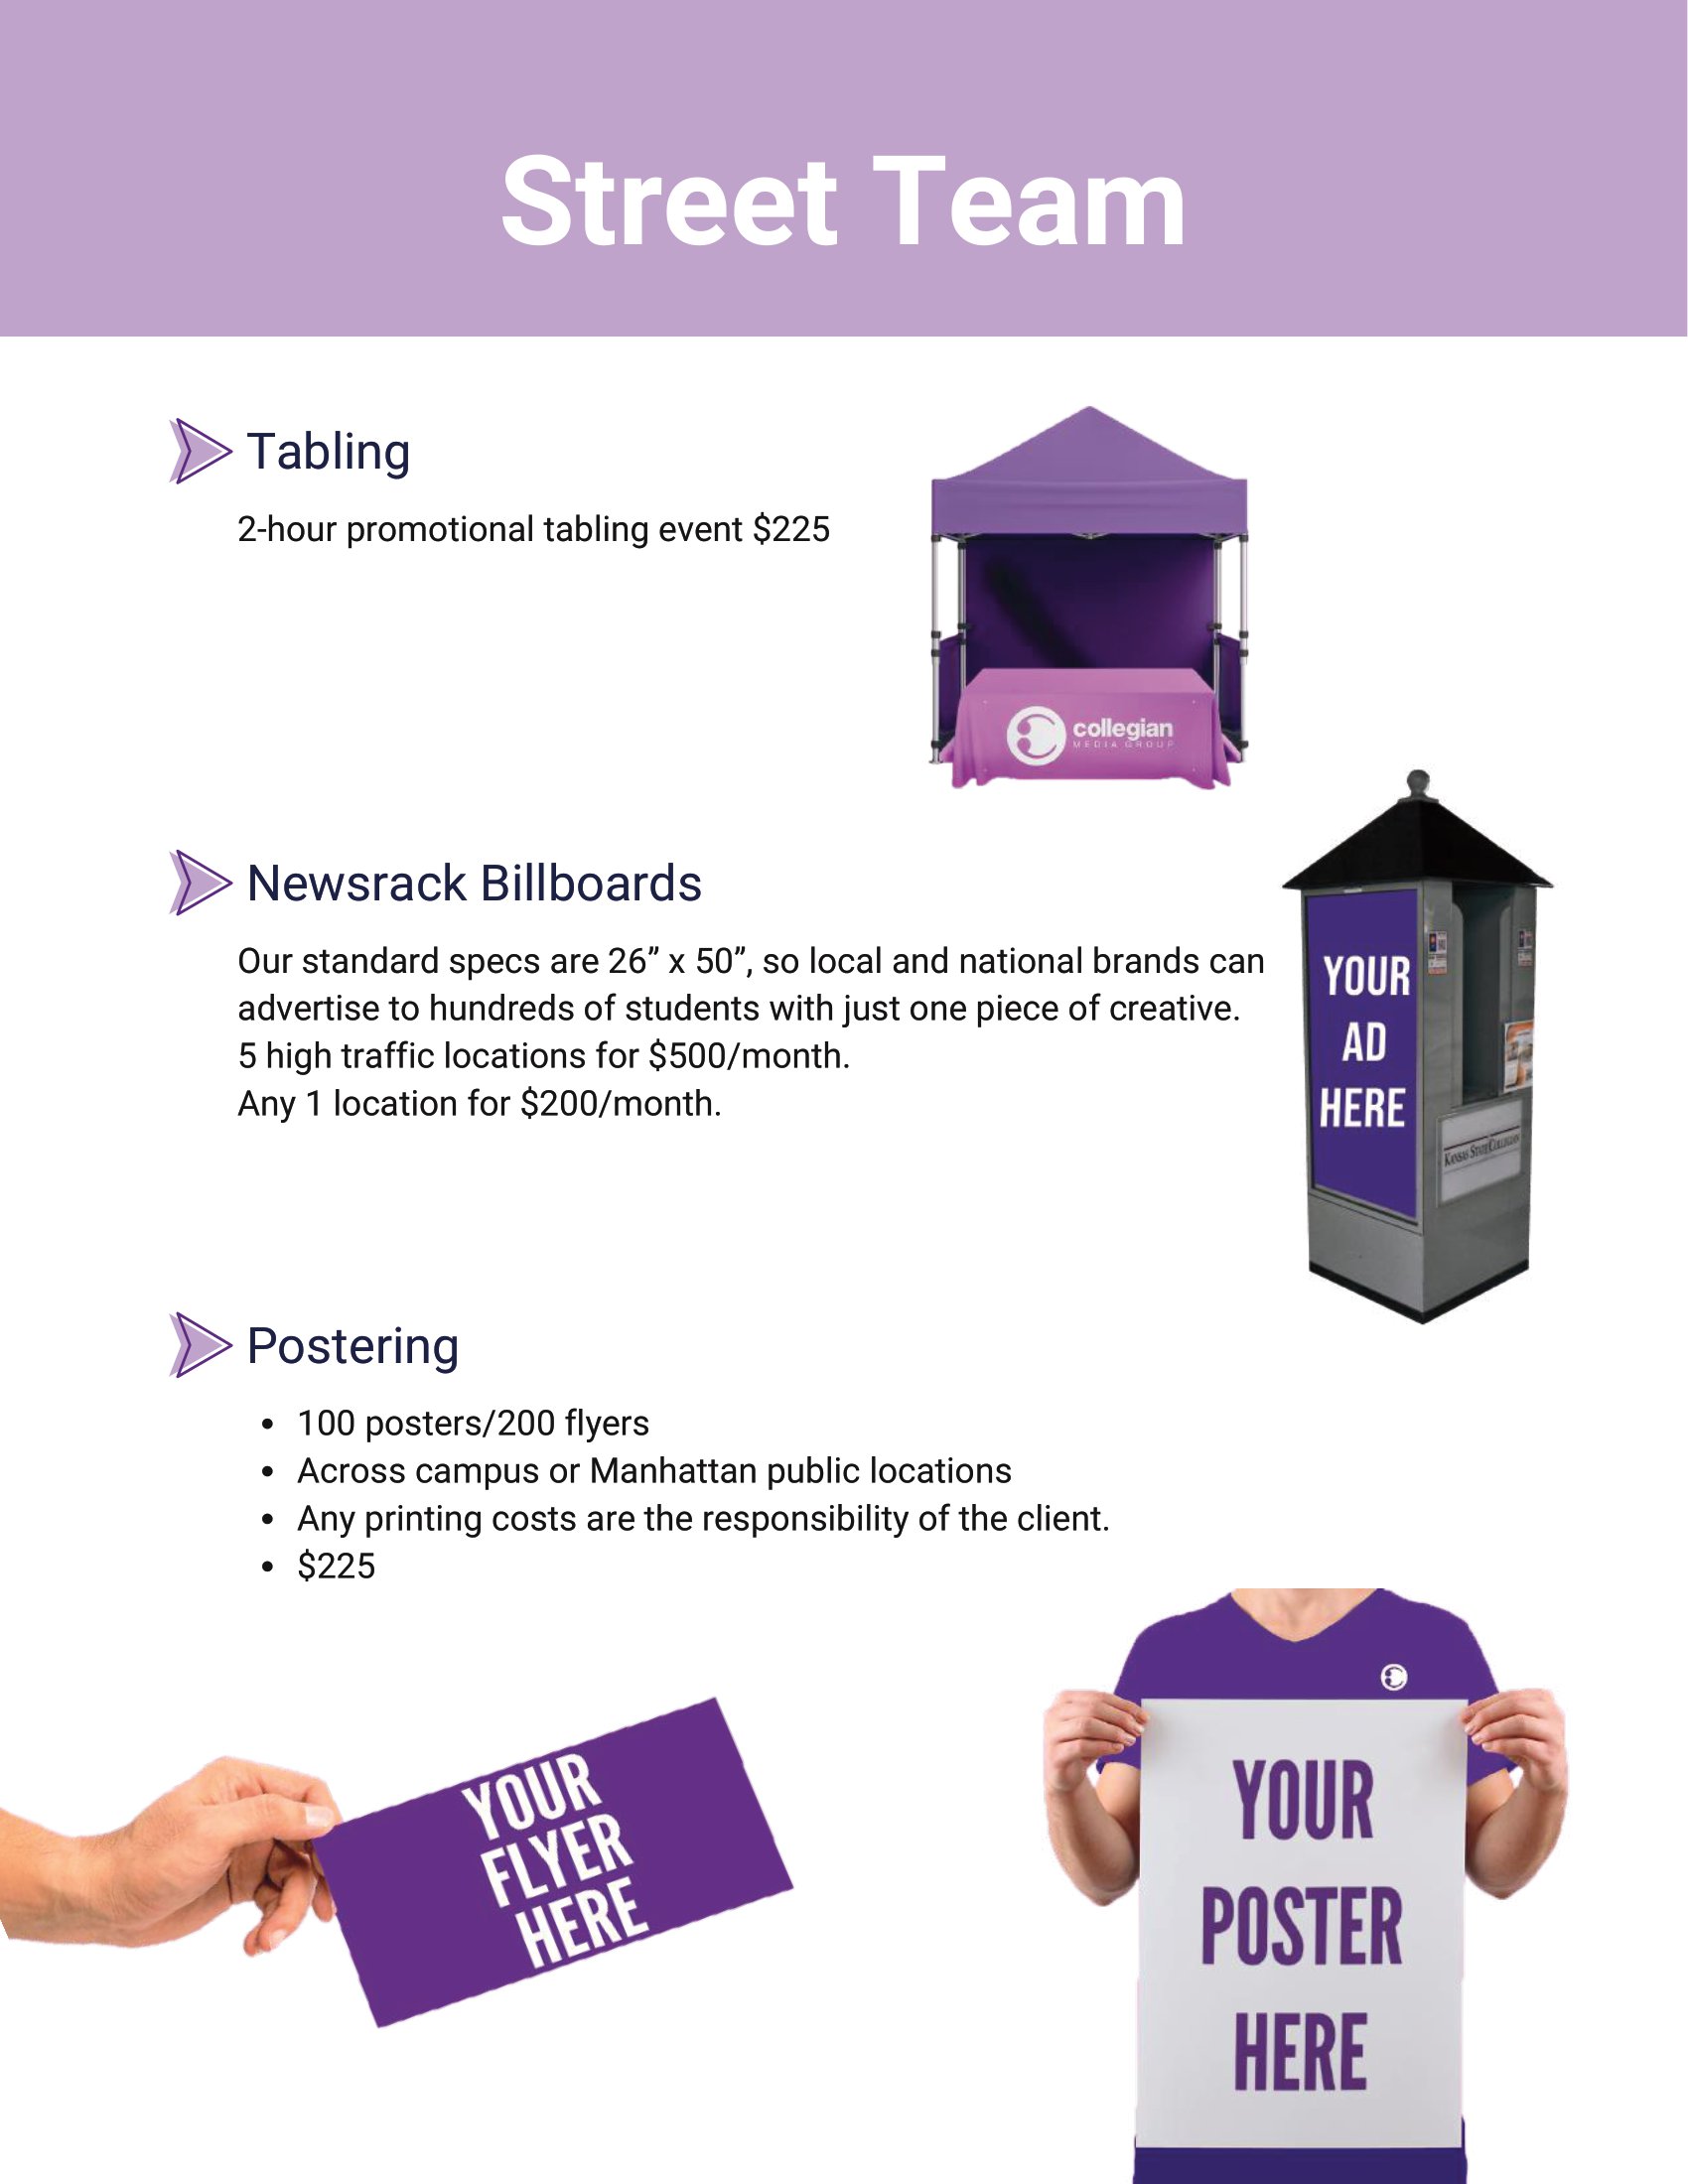 Street Team
Tabling
2-hour promotional tabling event $225
collegian
MEDIA GROUP
Newsrack Billboards
Our standard specs are 26” x 50”, so local and national brands can
advertise to hundreds of students with just one piece of creative.
5 high traffic locations for $500/month.
Any 1 location for $200/month.
YOUR
AD
HERE
KANSAS STATE COLLEGIAN
Postering
• 100 posters/200 flyers
• Across campus or Manhattan public locations
• Any printing costs are the responsibility of the client.
• $225
YOUR
FLYER
HERE
YOUR
POSTER
HERE